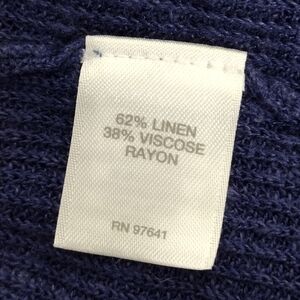 62% LINEN
38% VISCOSE
RAYON
RN 97641